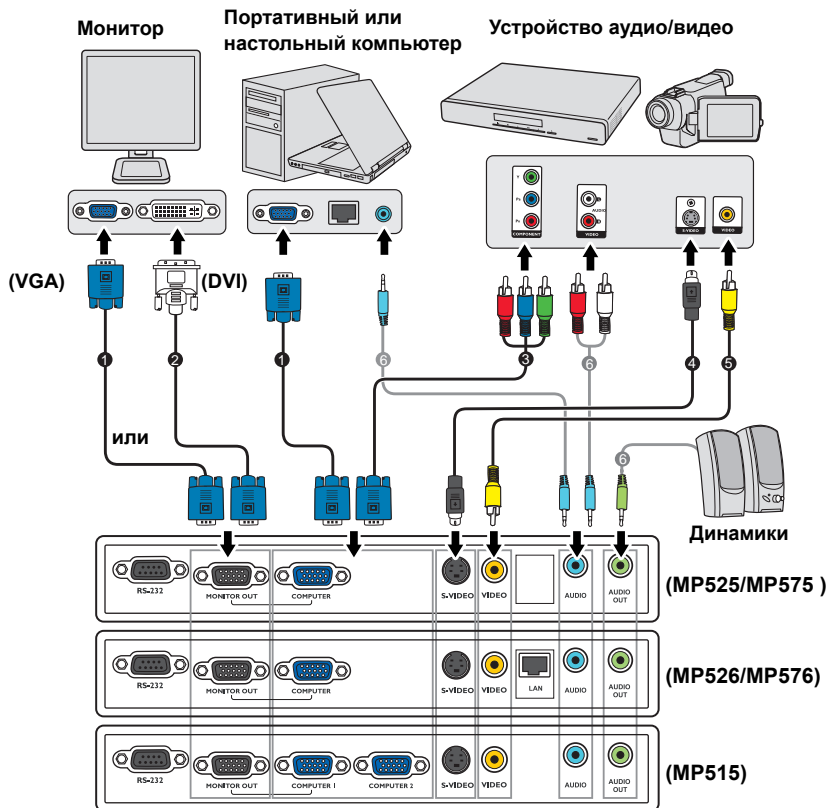 Монитор
Портативный или
настольный компьютер
Устройство аудио/видео
Y
PB
PR
COMPONENT
AUDIO
VIDEO
S-VIDEO
VIDEO
(VGA)
(DVI)
1
2
1
6
3
6
4
5
или
6
Динамики
RS-232
MONITOR OUT
COMPUTER
S-VIDEO
VIDEO
AUDIO
AUDIO
OUT
(MP525/MP575 )
RS-232
MONITOR OUT
COMPUTER
S-VIDEO
VIDEO
LAN
AUDIO
AUDIO
OUT
(MP526/MP576)
RS-232
MONITOR OUT
COMPUTER 1
COMPUTER 2
S-VIDEO
VIDEO
AUDIO
AUDIO
OUT
(MP515)